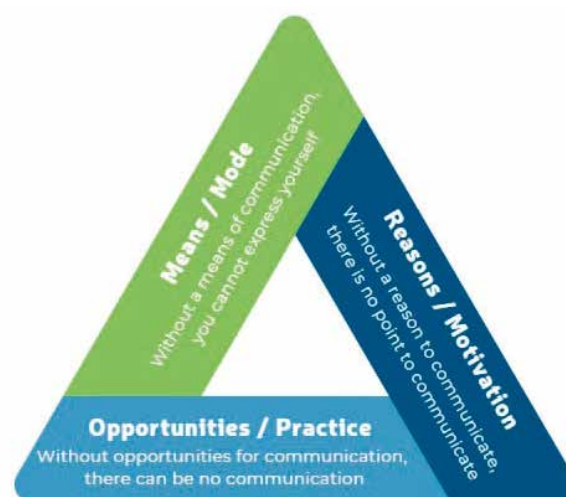 Means / Mode
Without a means of communication,
you cannot express yourself
Reasons / Motivation
Without a reason to communicate,
there is no point to communicate
Opportunities / Practice
Without opportunities for communication,
there can be no communication